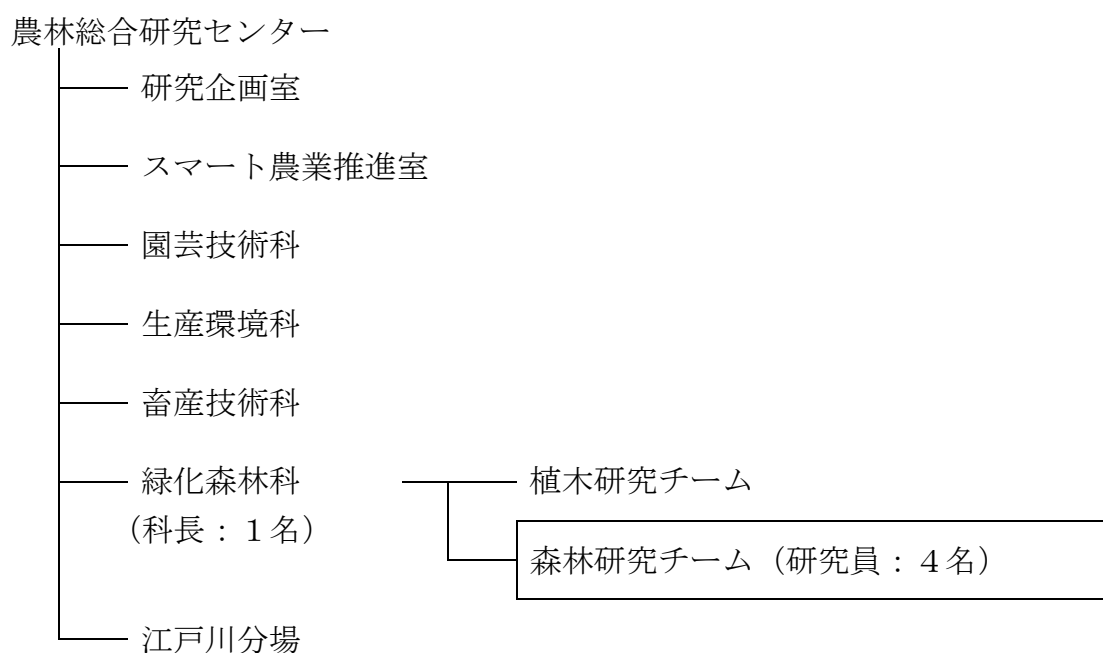 農林総合研究センター
研究企画室
スマート農業推進室
園芸技術科
生産環境科
畜産技術科
緑化森林科
（科長：１名）
植木研究チーム
森林研究チーム（研究員：４名）
江戸川分場